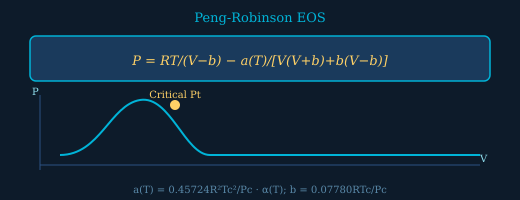 Peng-Robinson EOS
P = RT/(V−b) − a(T)/[V(V+b)+b(V−b)]
P
Critical Pt
V
a(T) = 0.45724R²Tc²/Pc · α(T); b = 0.07780RTc/Pc